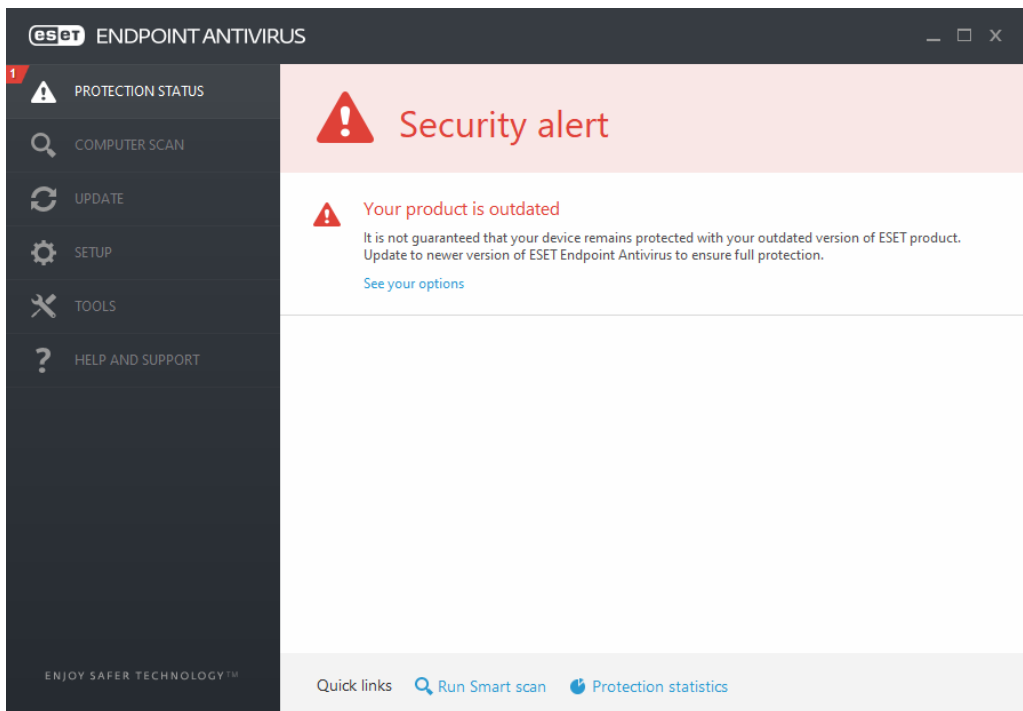 eset ENDPOINT ANTIVIRUS
1
PROTECTION STATUS
COMPUTER SCAN
UPDATE
SETUP
TOOLS
HELP AND SUPPORT
ENJOY SAFER TECHNOLOGY™
Security alert
Your product is outdated
It is not guaranteed that your device remains protected with your outdated version of ESET product.
Update to newer version of ESET Endpoint Antivirus to ensure full protection.
See your options
Quick links Run Smart scan Protection statistics